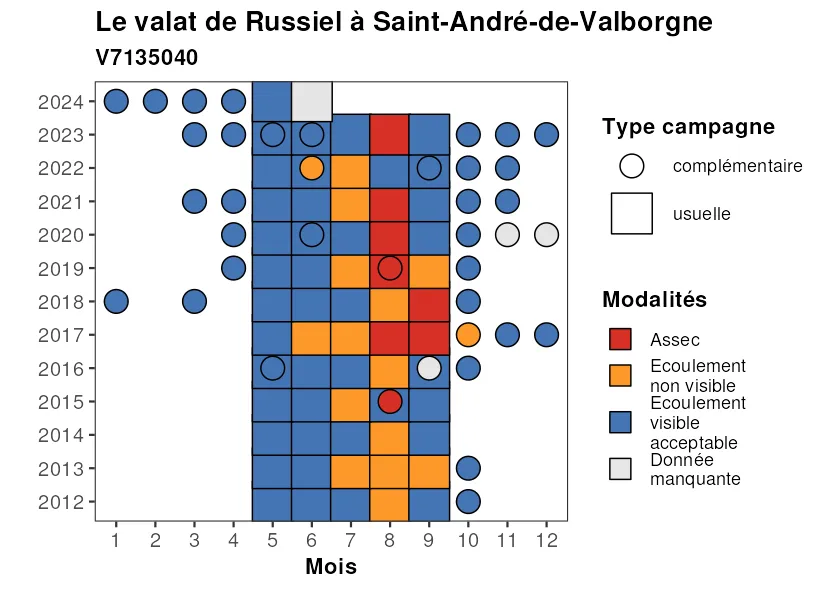 Le valat de Russiel à Saint-André-de-Valborgne
V7135040
2024
2023
2022
2021
2020
2019
2018
2017
2016
2015
2014
2013
2012
1 2 3 4 5 6 7 8 9 10 11 12
Mois
Type campagne
complémentaire
usuelle
Modalités
Assec
Ecoulement
non visible
Ecoulement
visible
acceptable
Donnée
manquante